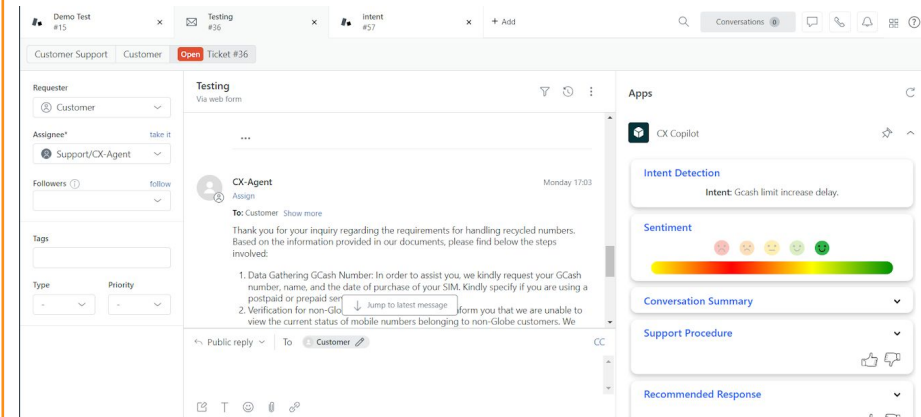 Demo Test
#15
Testing
#36
intent
#57
+ Add
Conversations 0
Customer Support
Customer
Open Ticket #36
Requester
Customer
Assignee*
take it
Support/CX-Agent
Followers
follow
Tags
Type
Priority
-
-
Testing
Via web form
...
CX-Agent
Monday 17:03
Assign
To: Customer Show more
Thank you for your inquiry regarding the requirements for handling recycled numbers.
Based on the information provided in our documents, please find below the steps
involved:
1. Data Gathering GCash Number: In order to assist you, we kindly request your GCash
number, name, and the date of purchase of your SIM. Kindly specify if you are using a
postpaid or prepaid ser
Jump to latest message
2. Verification for non-Glo
form you that we are unable to
view the current status of mobile numbers belonging to non-Globe customers. We
Public reply
To
Customer
CC
Apps
CX Copilot
Intent Detection
Intent: Gcash limit increase delay.
Sentiment
Conversation Summary
Support Procedure
Recommended Response